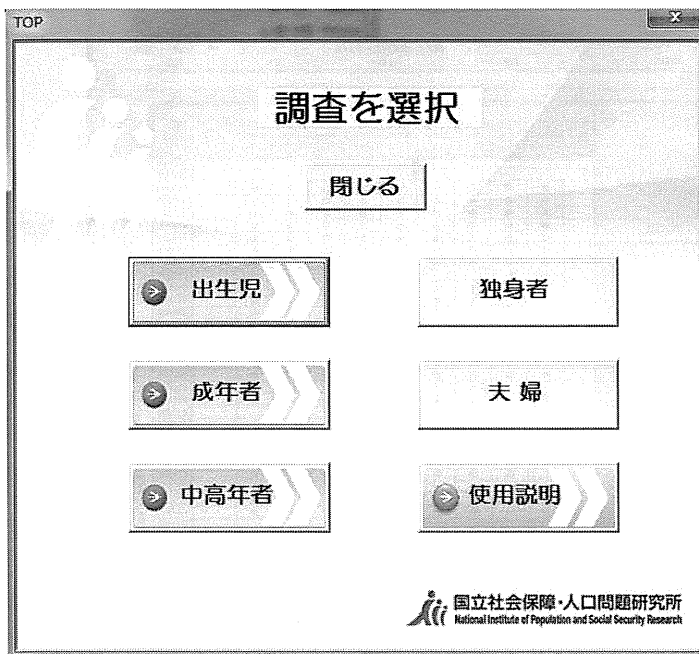 TOP
調査を選択
閉じる
出生児
独身者
成年者
夫 婦
中高年者
使用説明
国立社会保障・人口問題研究所
National Institute of Population and Social Security Research